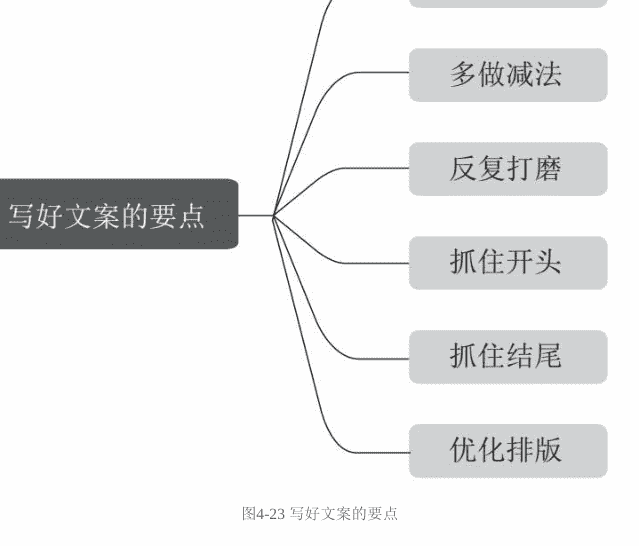 多做减法
反复打磨
写好文案的要点
抓住开头
抓住结尾
优化排版
图4-23 写好文案的要点